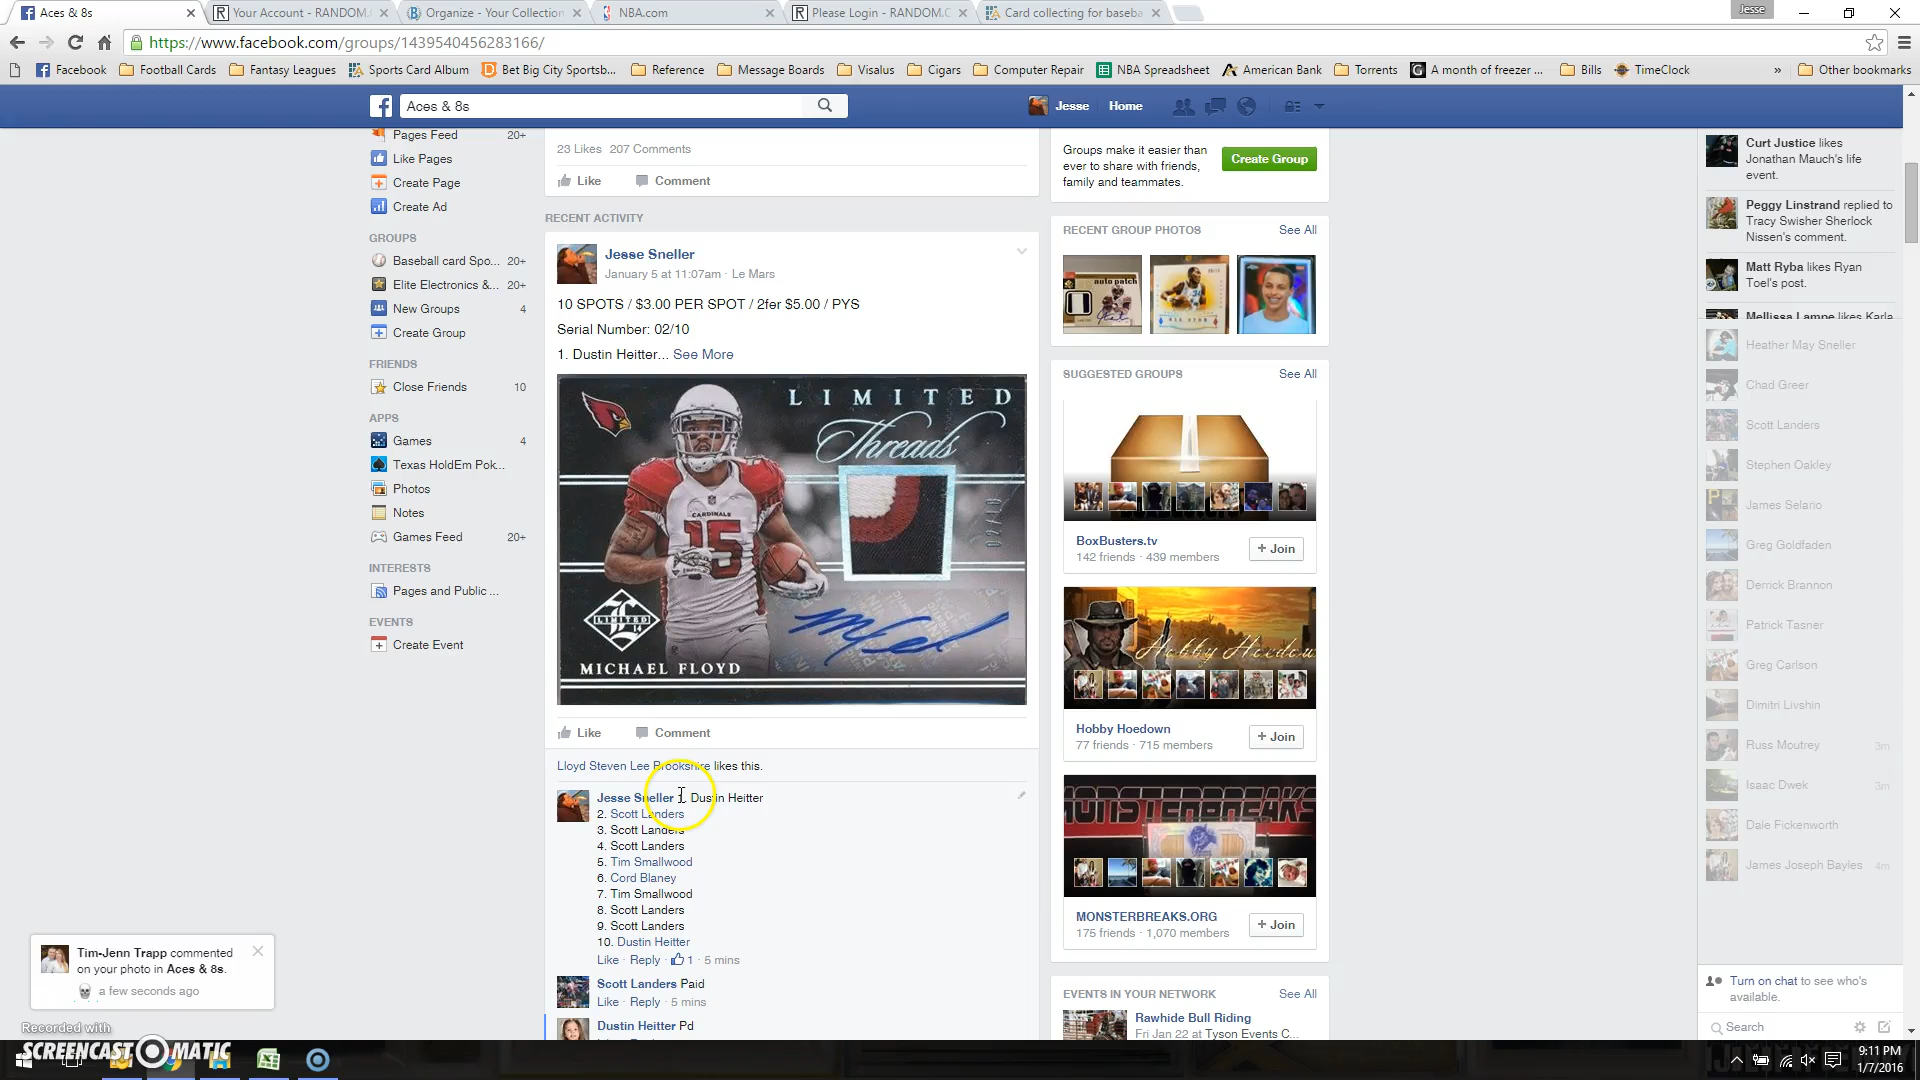 Aces & 8s
Your Account - RANDOM.
Organize - Your Collection
NBA.com
Please Login - RANDOM.C
Card collecting for baseba
Jesse
https://www.facebook.com/groups/1439540456283166/
Facebook
Football Cards
Fantasy Leagues
Sports Card Album
Bet Big City Sportsb...
Reference
Message Boards
Visalus
Cigars
Computer Repair
NBA Spreadsheet
American Bank
Torrents
A month of freezer ...
Bills
TimeClock
»
Other bookmarks
Aces & 8s
Jesse
Home
Pages Feed 20+
Like Pages
Create Page
Create Ad
GROUPS
Baseball card Spo... 20+
Elite Electronics &... 20+
New Groups 4
Create Group
FRIENDS
Close Friends 10
APPS
Games 4
Texas HoldEm Pok...
Photos
Notes
Games Feed 20+
INTERESTS
Pages and Public ...
EVENTS
Create Event
Tim-Jenn Trapp commented
on your photo in Aces & 8s.
a few seconds ago
Recorded with
SCREENCAST-O-MATIC
23 Likes 207 Comments
Like Comment
RECENT ACTIVITY
Jesse Sneller
January 5 at 11:07am · Le Mars
10 SPOTS / $3.00 PER SPOT / 2fer $5.00 / PYS
Serial Number: 02/10
1. Dustin Heitter... See More
LIMITED
Threads
CARDINALS
15
02/10
LIMITED
14
MICHAEL FLOYD
Like Comment
Lloyd Steven Lee Brookshire likes this.
Jesse Sneller 1. Dustin Heitter
2. Scott Landers
3. Scott Landers
4. Scott Landers
5. Tim Smallwood
6. Cord Blaney
7. Tim Smallwood
8. Scott Landers
9. Scott Landers
10. Dustin Heitter
Like · Reply · 1 · 5 mins
Scott Landers Paid
Like · Reply · 5 mins
Dustin Heitter Pd
Groups make it easier than
ever to share with friends,
family and teammates.
Create Group
RECENT GROUP PHOTOS See All
auto patch
SUGGESTED GROUPS See All
BoxBusters.tv
142 friends · 439 members
+ Join
Hobby Hoedown
Hobby Hoedown
77 friends · 715 members
+ Join
MONSTERBREAKS
MONSTERBREAKS.ORG
175 friends · 1,070 members
+ Join
EVENTS IN YOUR NETWORK See All
Rawhide Bull Riding
Fri Jan 22 at Tyson Events C...
Curt Justice likes
Jonathan Mauch's life
event.
Peggy Linstrand replied to
Tracy Swisher Sherlock
Nissen's comment.
Matt Ryba likes Ryan
Toel's post.
Mellissa Lampe likes Karla
Heather May Sneller
Chad Greer
Scott Landers
Stephen Oakley
James Selario
Greg Goldfaden
Derrick Brannon
Patrick Tasner
Greg Carlson
Dimitri Livshin
Russ Moutrey 3m
Isaac Dwek 3m
Dale Fickenworth
James Joseph Bayles 4m
Turn on chat to see who's
available.
Search
9:11 PM
1/7/2016